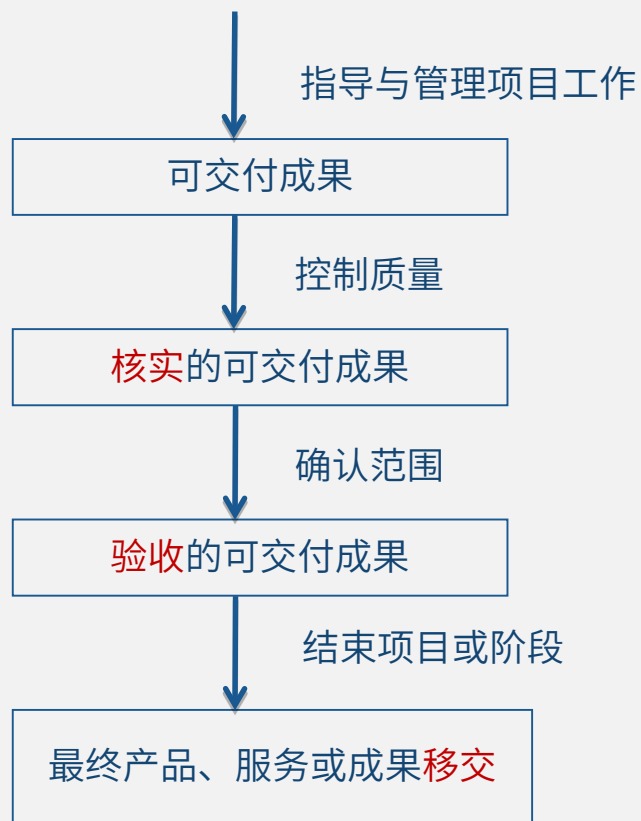 指导与管理项目工作
可交付成果
控制质量
核实的可交付成果
确认范围
验收的可交付成果
结束项目或阶段
最终产品、服务或成果移交